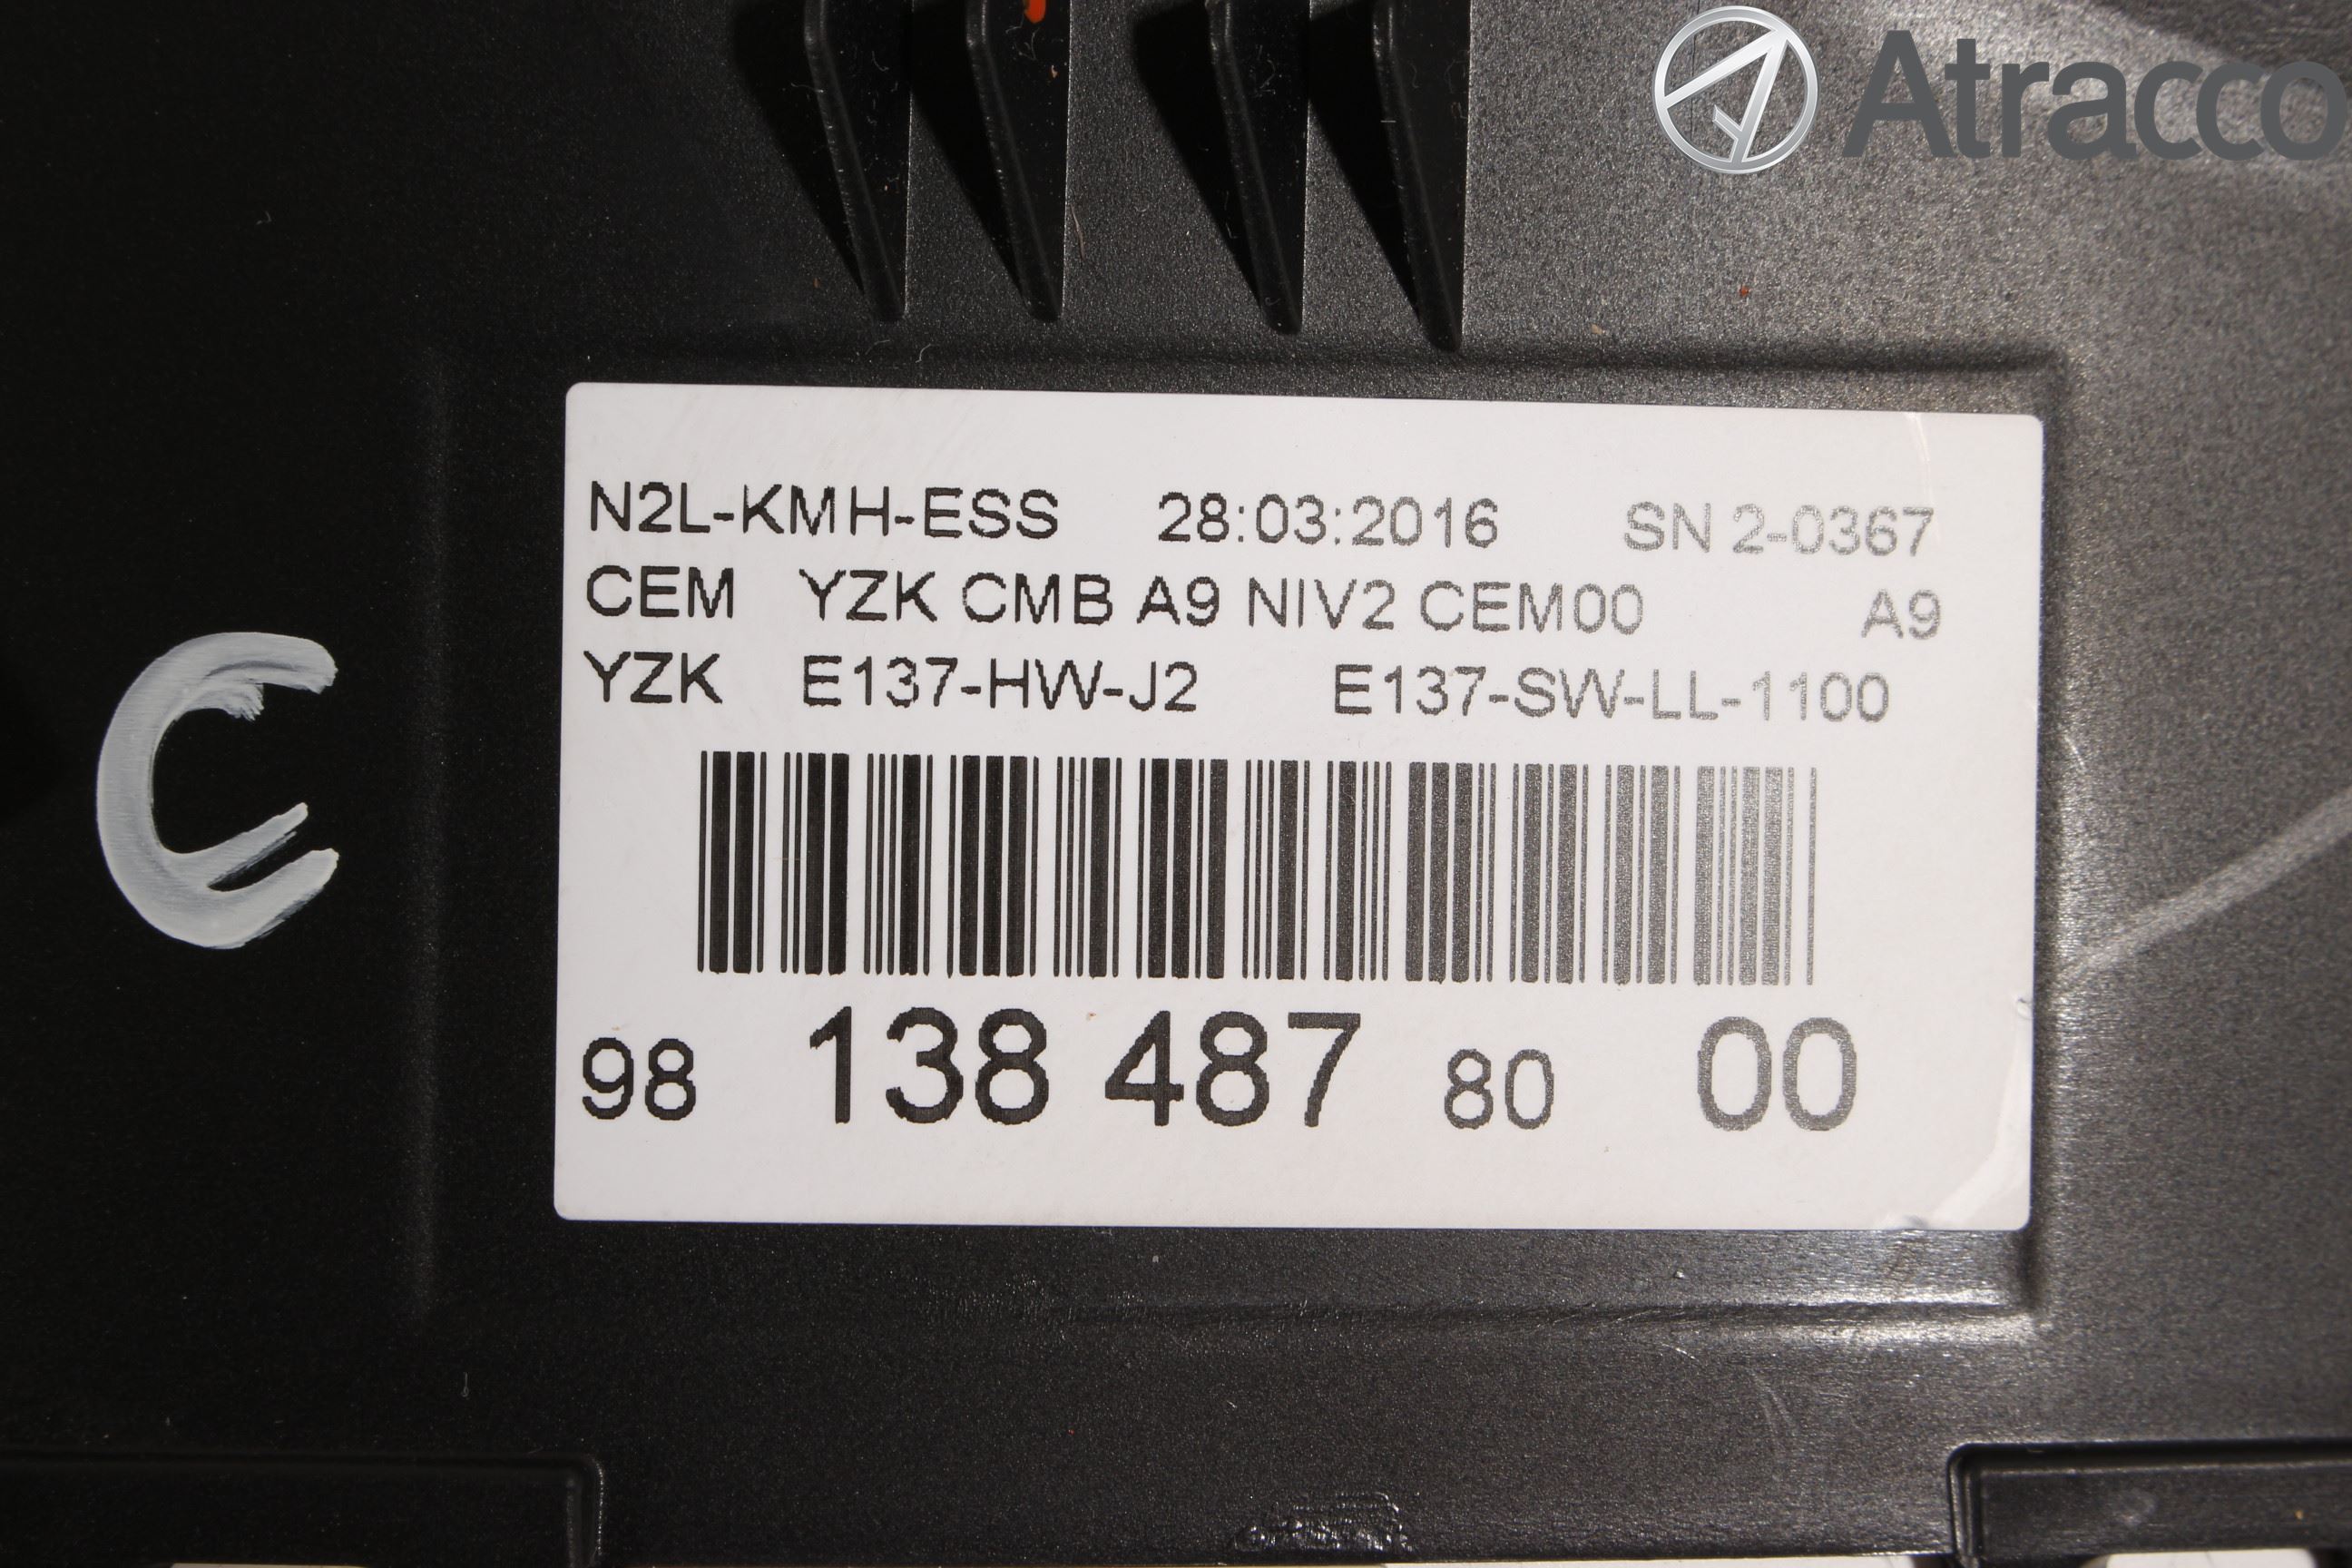 Atracco
N2L-KMH-ESS 28:03:2016 SN 2-0367
CEM YZK CMB A9 NIV2 CEM00 A9
YZK E137-HW-J2 E137-SW-LL-1100
98 138 487 80 00
C